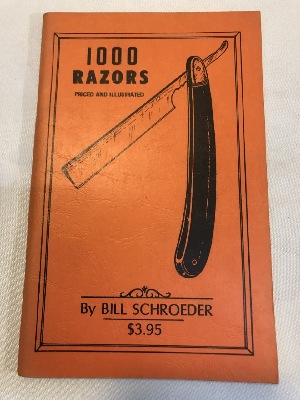 1000
RAZORS
PRICED AND ILLUSTRATED
By BILL SCHROEDER
$3.95